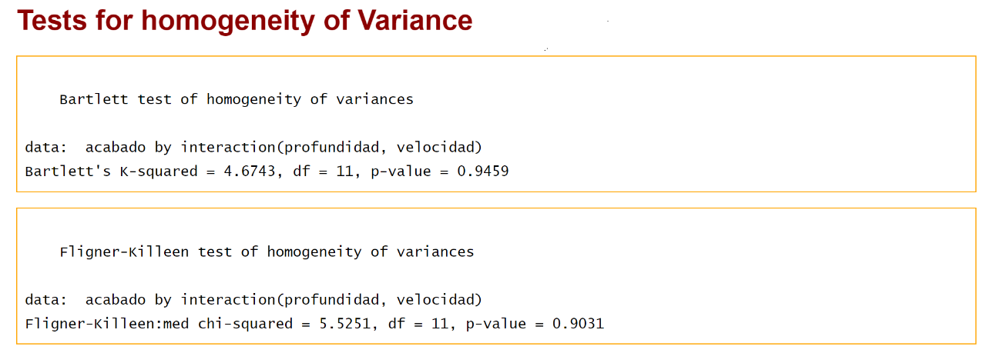 Tests for homogeneity of Variance
Bartlett test of homogeneity of variances
data:  acabado by interaction(profundidad, velocidad)
Bartlett's K-squared = 4.6743, df = 11, p-value = 0.9459
Fligner-Killeen test of homogeneity of variances
data:  acabado by interaction(profundidad, velocidad)
Fligner-Killeen:med chi-squared = 5.5251, df = 11, p-value = 0.9031